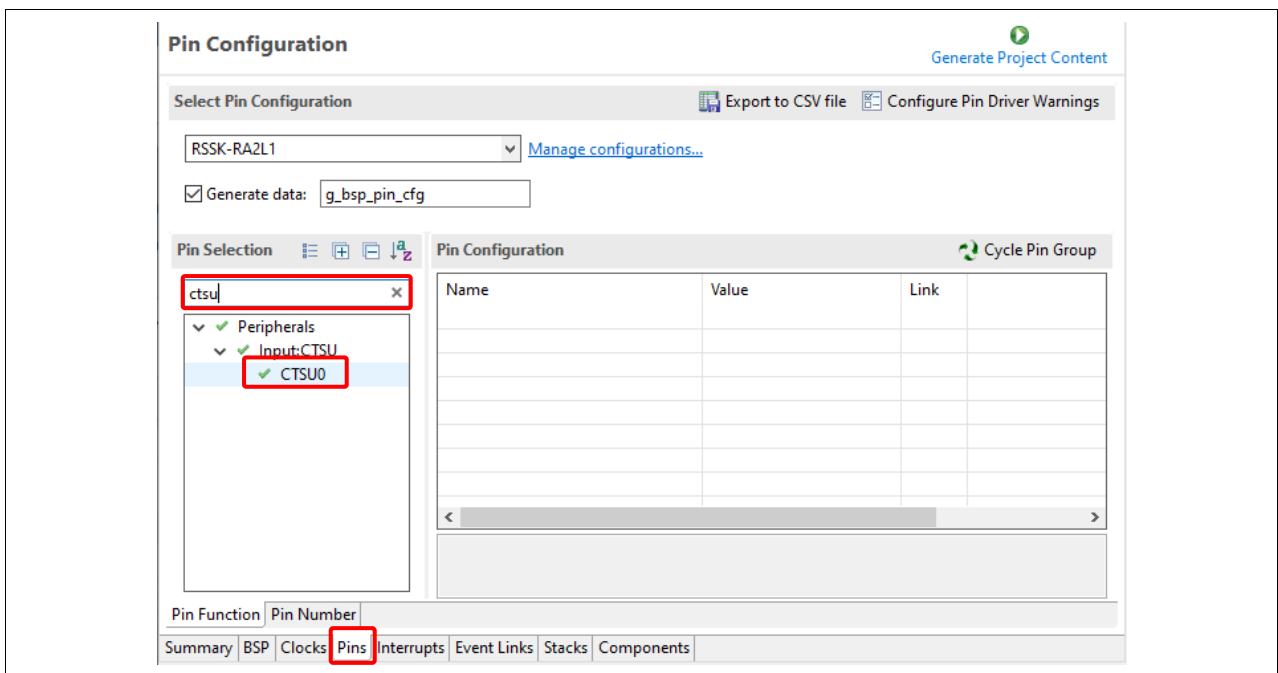 Pin Configuration
Generate Project Content
Select Pin Configuration
Export to CSV file
Configure Pin Driver Warnings
RSSK-RA2L1
Manage configurations...
Generate data:
g_bsp_pin_cfg
Pin Selection
Pin Configuration
Cycle Pin Group
ctsu
Name Value Link
Peripherals
Input:CTSU
CTSU0
Pin Function Pin Number
Summary BSP Clocks Pins Interrupts Event Links Stacks Components